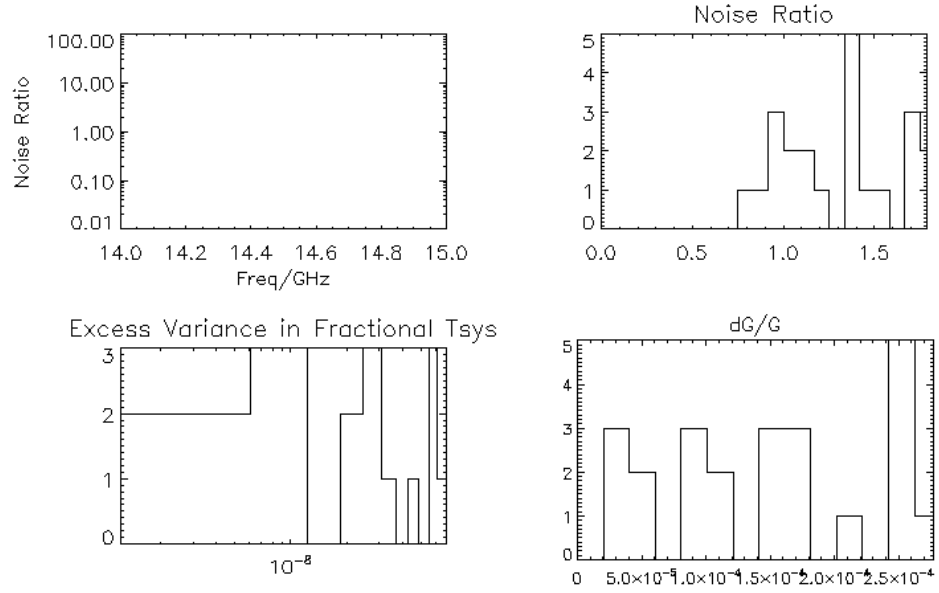 Noise Ratio
100.00
10.00
1.00
0.10
0.01
Noise Ratio
14.0 14.2 14.4 14.6 14.8 15.0
Freq/GHz
5
4
3
2
1
0
0.0 0.5 1.0 1.5
Excess Variance in Fractional Tsys
3
2
1
0
10⁻⁸
dG/G
5
4
3
2
1
0
0 5.0×10⁻⁵ 1.0×10⁻⁴ 1.5×10⁻⁴ 2.0×10⁻⁴ 2.5×10⁻⁴